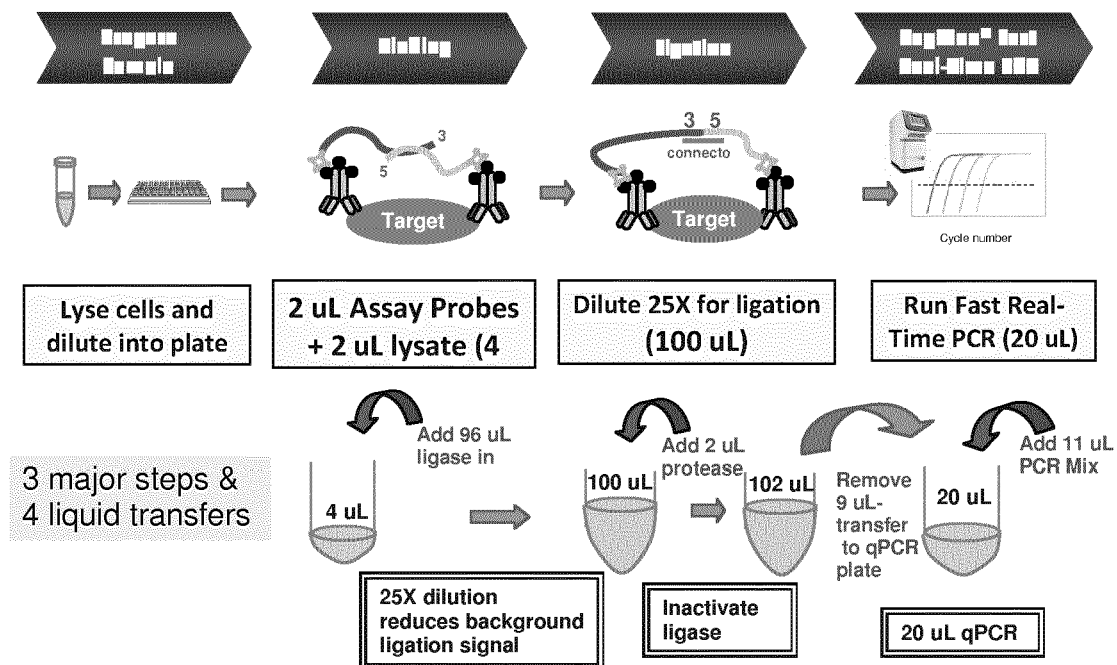 3
5
Target
3 5
connecto
Target
Cycle number
Lyse cells and
dilute into plate
2 uL Assay Probes
+ 2 uL lysate (4
Dilute 25X for ligation
(100 uL)
Run Fast Real-
Time PCR (20 uL)
3 major steps &
4 liquid transfers
Add 96 uL
ligase in
4 uL
Add 2 uL
protease
100 uL
102 uL
Remove
9 uL-
transfer
to qPCR
plate
Add 11 uL
PCR Mix
20 uL
25X dilution
reduces background
ligation signal
Inactivate
ligase
20 uL qPCR